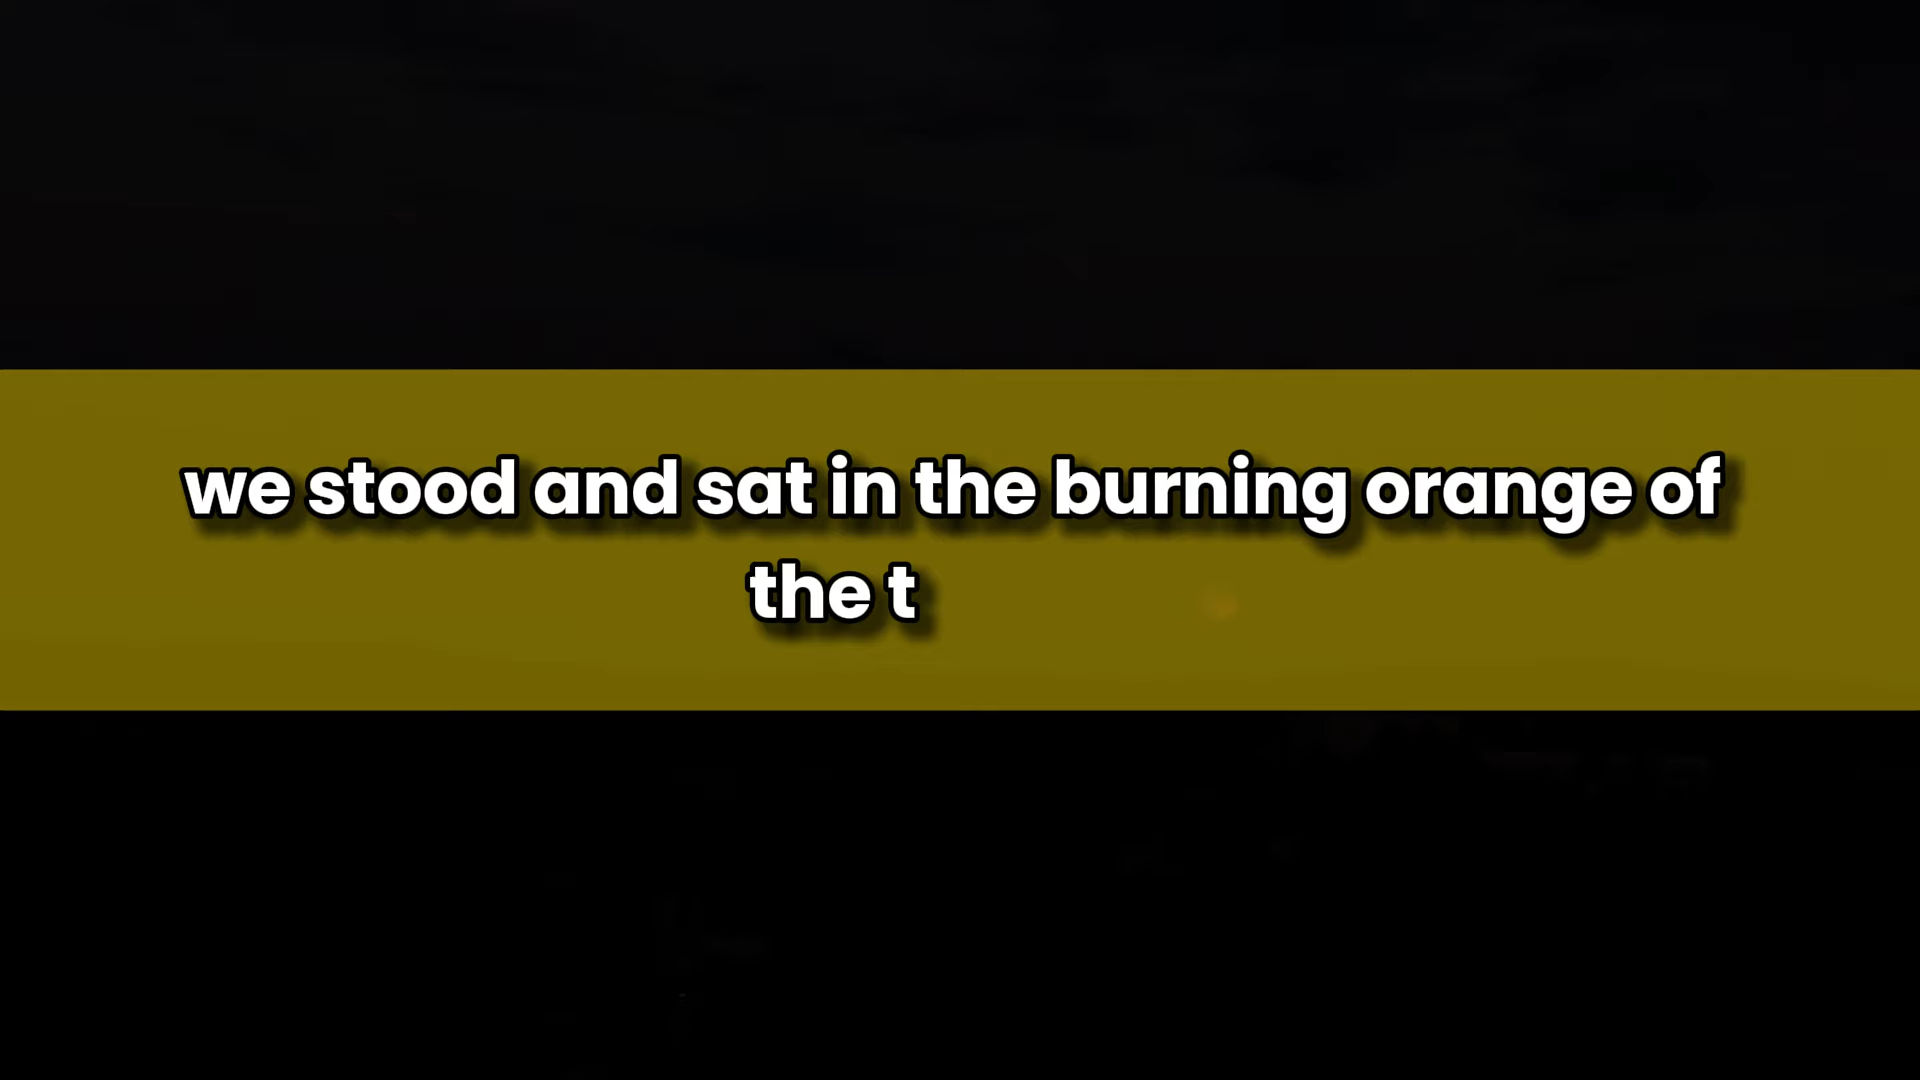 we stood and sat in the burning orange of
the t